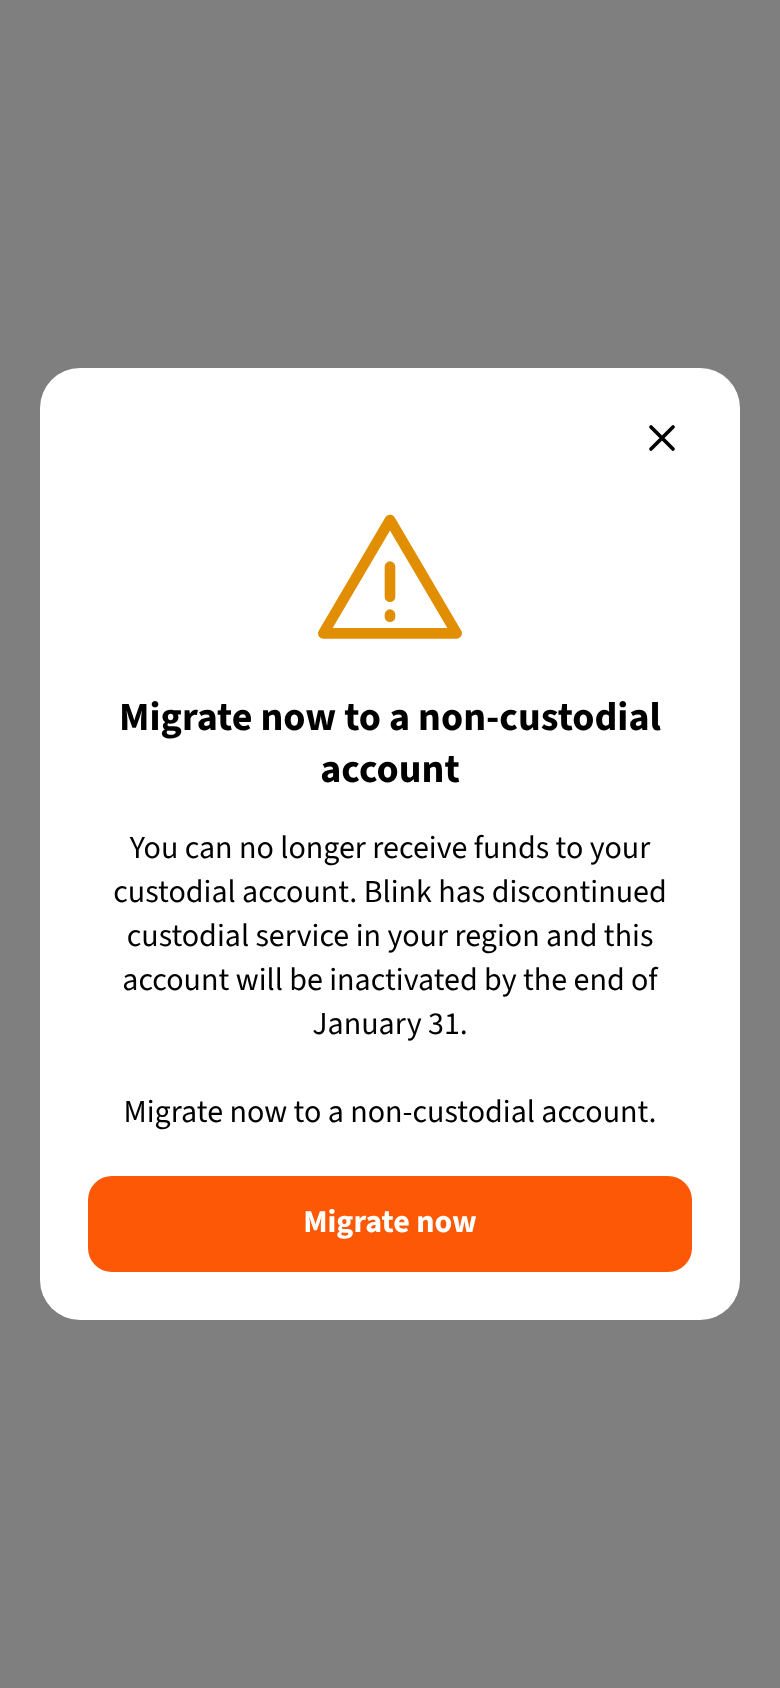 Migrate now to a non-custodial
account
You can no longer receive funds to your
custodial account. Blink has discontinued
custodial service in your region and this
account will be inactivated by the end of
January 31.
Migrate now to a non-custodial account.
Migrate now